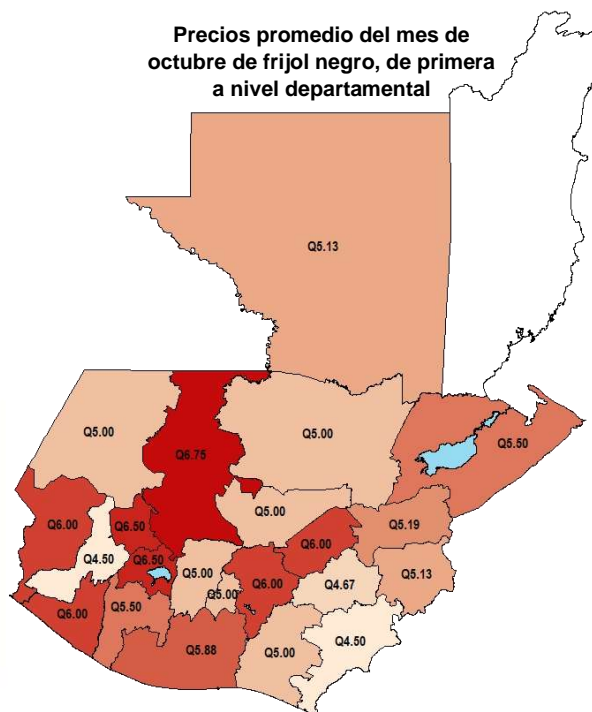 Precios promedio del mes de
octubre de frijol negro, de primera
a nivel departamental
Q5.13
Q5.00
Q6.75
Q5.00
Q5.50
Q6.00
Q6.50
Q5.00
Q5.19
Q4.50
Q6.50
Q5.00
Q5.00
Q6.00
Q6.00
Q4.67
Q5.13
Q6.00
Q5.50
Q5.88
Q5.00
Q4.50